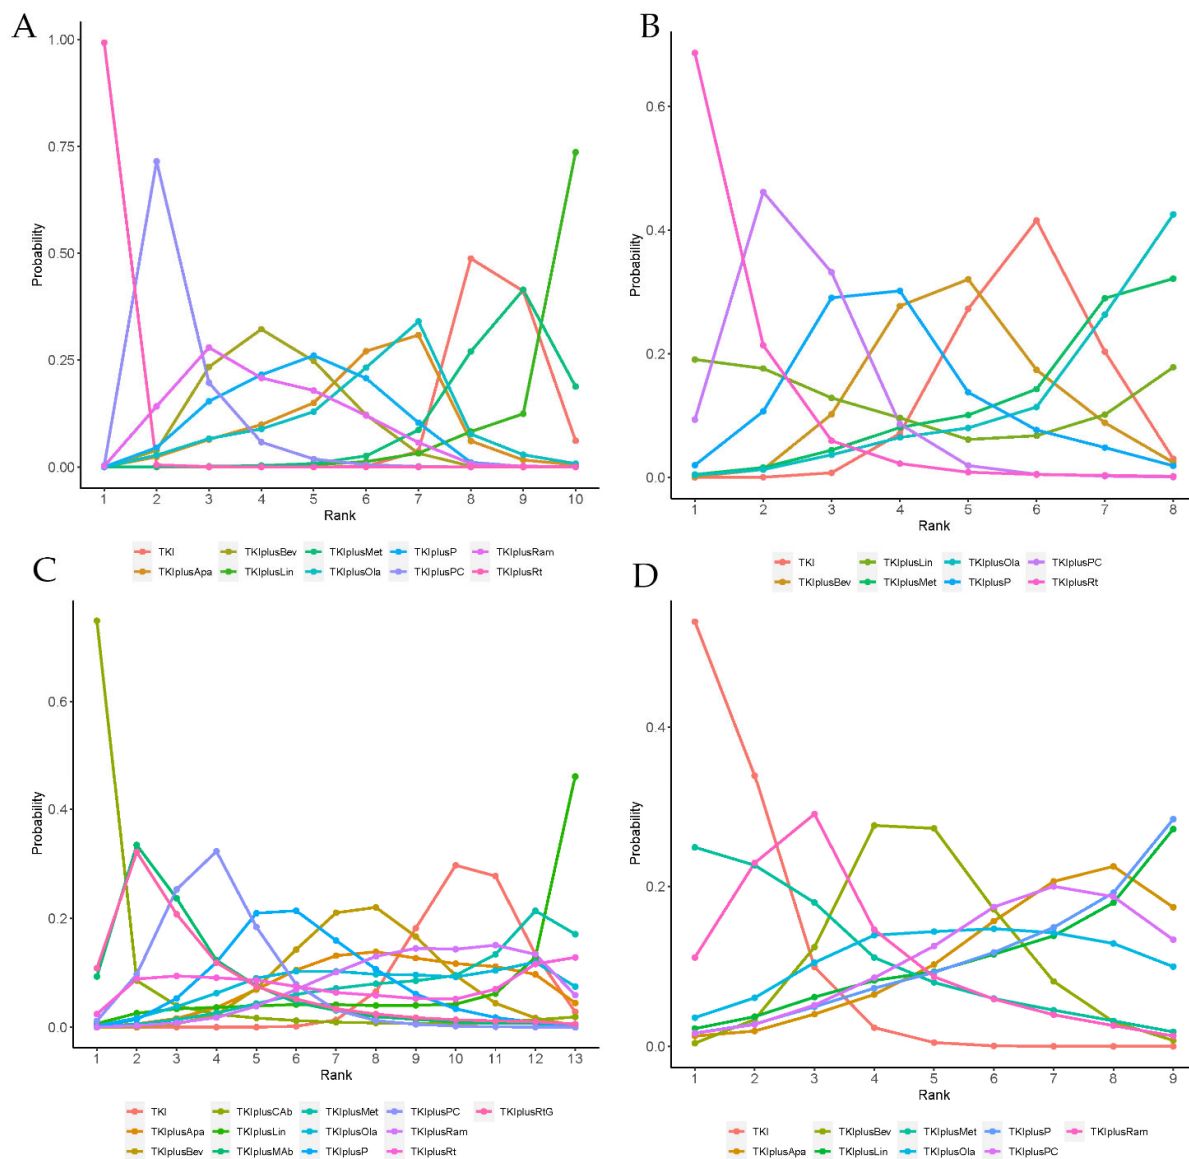 A
1.00
0.75
0.50
0.25
0.00
Probability
1 2 3 4 5 6 7 8 9 10
Rank
TKI TKIplusBev TKIplusMet TKIplusP TKIplusRam
TKIplusApa TKIplusLin TKIplusOla TKIplusPC TKIplusRt
B
0.6
0.4
0.2
0.0
Probability
1 2 3 4 5 6 7 8
Rank
TKI TKIplusLin TKIplusOla TKIplusPC
TKIplusBev TKIplusMet TKIplusP TKIplusRt
C
0.6
0.4
0.2
0.0
Probability
1 2 3 4 5 6 7 8 9 10 11 12 13
Rank
TKI TKIplusCAb TKIplusMet TKIplusPC TKIplusRtG
TKIplusApa TKIplusLin TKIplusOla TKIplusRam
TKIplusBev TKIplusMAb TKIplusP TKIplusRt
D
0.4
0.2
0.0
Probability
1 2 3 4 5 6 7 8 9
Rank
TKI TKIplusBev TKIplusMet TKIplusP TKIplusRam
TKIplusApa TKIplusLin TKIplusOla TKIplusPC